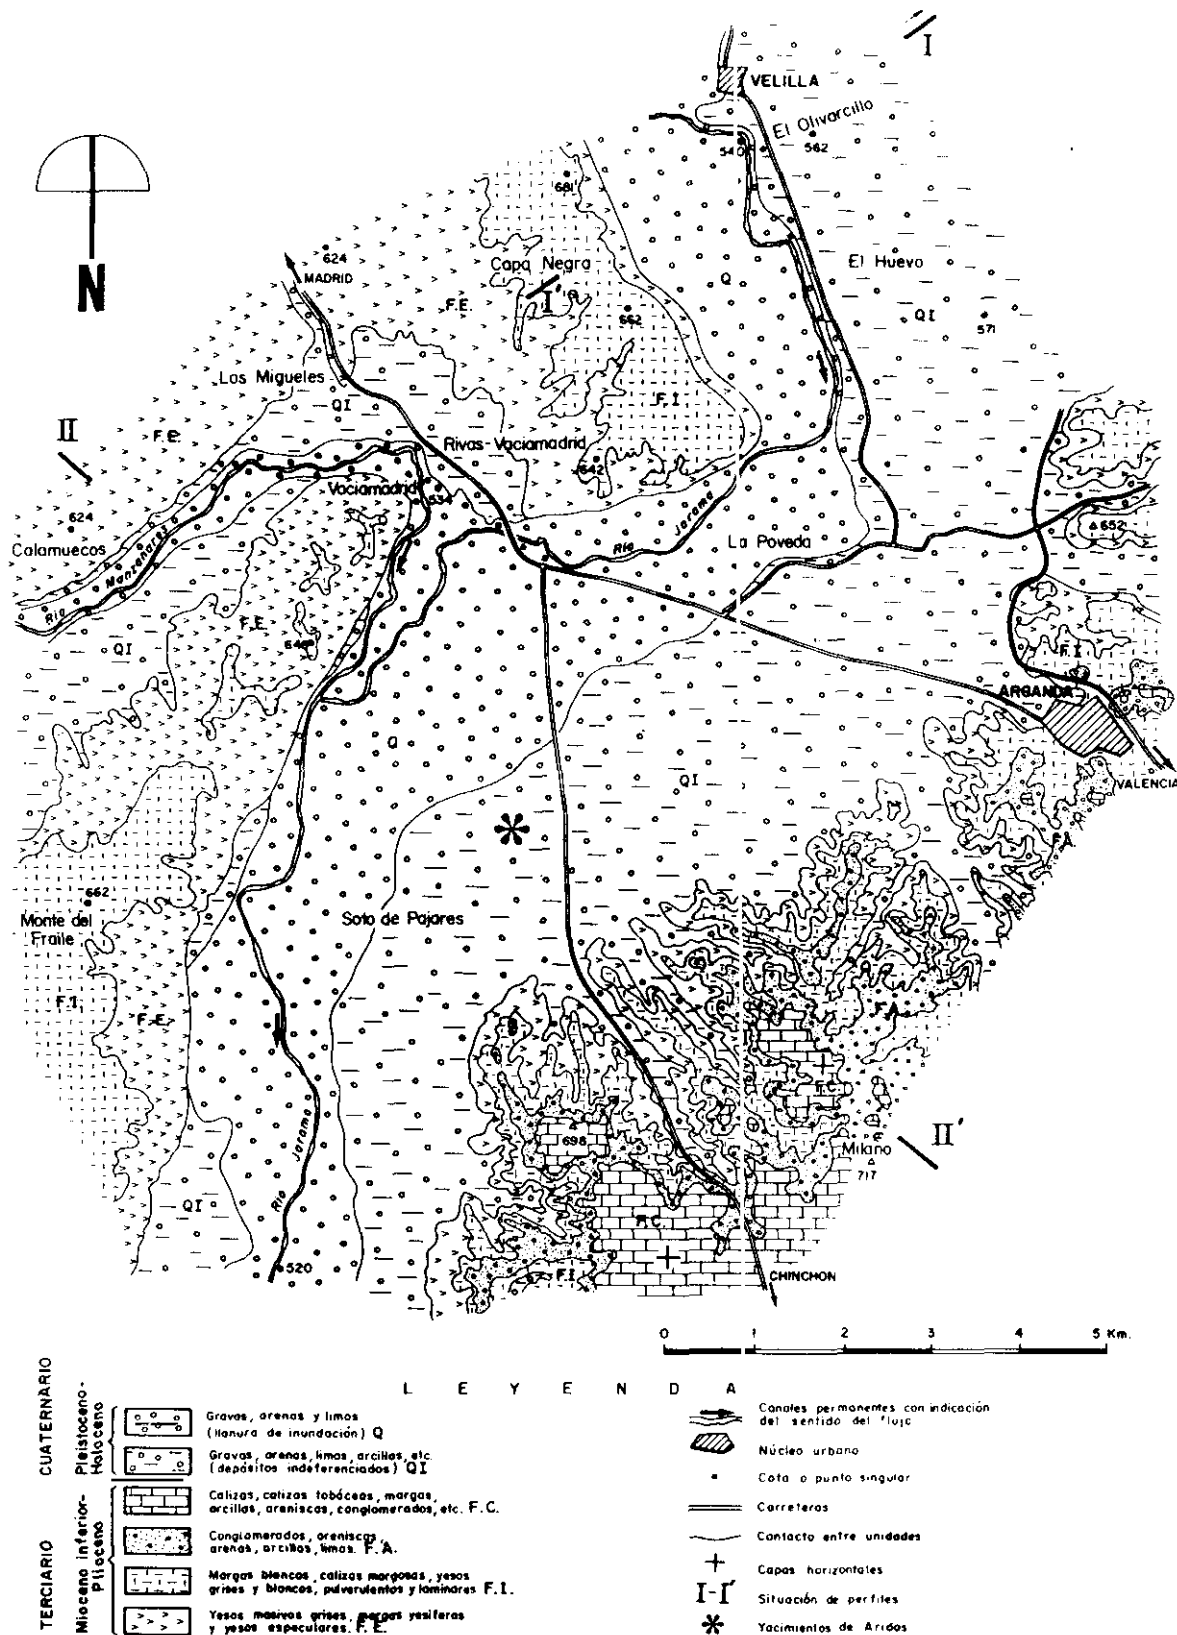 I
VELILLA
El Olivarcillo
540
562
681
N
624
MADRID
Capa Negra
I'
F.E.
662
Q
El Huevo
QI
571
Los Migueles
QI
F.I.
II
F.E.
Rivas-Vaciamadrid
642
Vaciamadrid
534
624
Calamuecos
Rio Manzanares
Rio Jarama
La Poveda
652
F.E.
QI
F.I.
ARGANDA
Q
QI
VALENCIA
F.A.
662
Monte del
Fraile
Soto de Pajares
F.I.
F.E.
F.A.
F.C.
698
II'
Milano
717
Rio Jarama
QI
F.C.
520
F.I.
CHINCHON
0 1 2 3 4 5 Km.
L E Y E N D A
CUATERNARIO
Pleistoceno-
Holoceno
Gravas, arenas y limos
(llanura de inundación) Q
Gravas, arenas, limos, arcillas, etc.
(depósitos indeferenciados) QI
TERCIARIO
Mioceno inferior-
Plioceno
Calizas, calizas tobáceas, margas,
arcillas, areniscas, conglomerados, etc. F.C.
Conglomerados, areniscas,
arenas, arcillas, limos. F.A.
Margas blancas, calizas margosas, yesos
grises y blancos, pulverulentos y laminares F.I.
Yesos masivos grises, margas yesiferas
y yesos especulares. F.E.
Canales permanentes con indicación
del sentido del flujo
Núcleo urbano
Cota o punto singular
Carreteras
Contacto entre unidades
Capas horizontales
I-I' Situación de perfiles
Yacimientos de Aridos